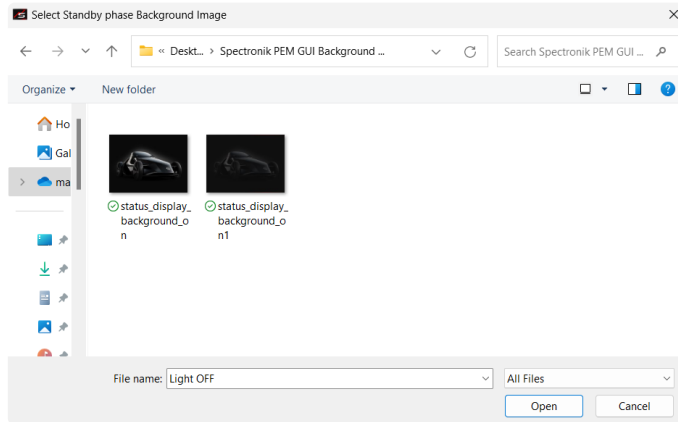 Select Standby phase Background Image
« Deskt... > Spectronik PEM GUI Background ...
Search Spectronik PEM GUI ...
Organize
New folder
Ho
Gal
ma
status_display_
background_o
n
status_display_
background_o
n1
File name: Light OFF
All Files
Open
Cancel